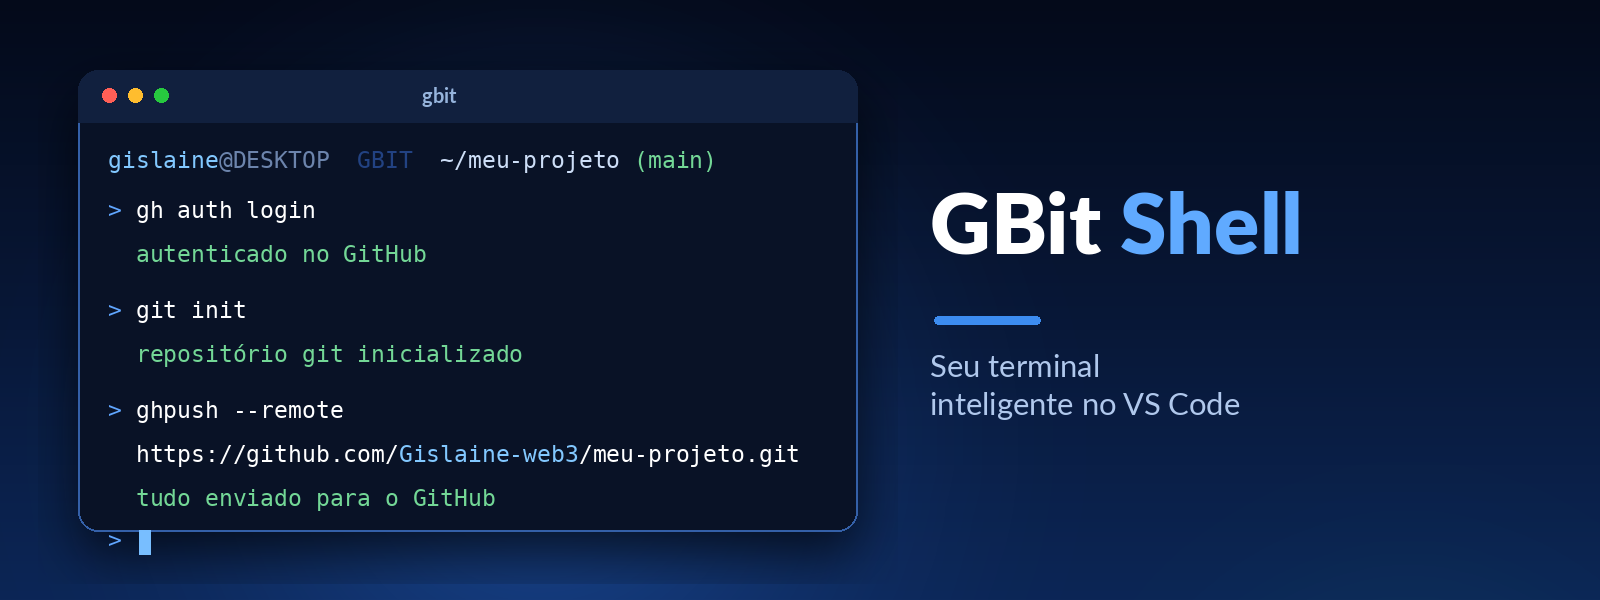 gbit
gislaine@DESKTOP GBIT ~/meu-projeto (main)
> gh auth login
autenticado no GitHub
> git init
repositório git inicializado
> ghpush --remote
https://github.com/Gislaine-web3/meu-projeto.git
tudo enviado para o GitHub
>
GBit Shell
Seu terminal
inteligente no VS Code